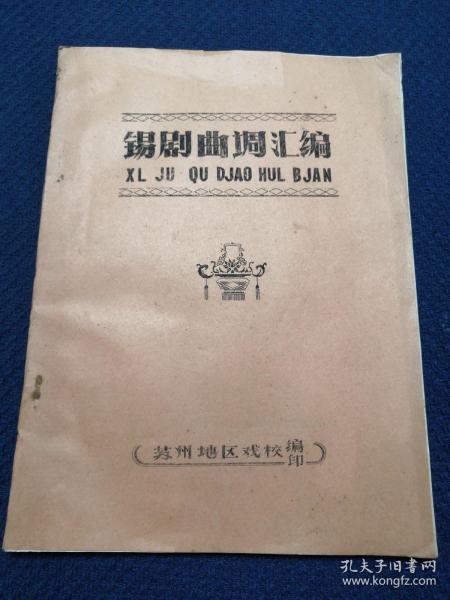 锡剧曲调汇编
XL JU QU DJAO HUL BJAN
苏州地区戏校编印
孔夫子旧书网
www.kongfz.com